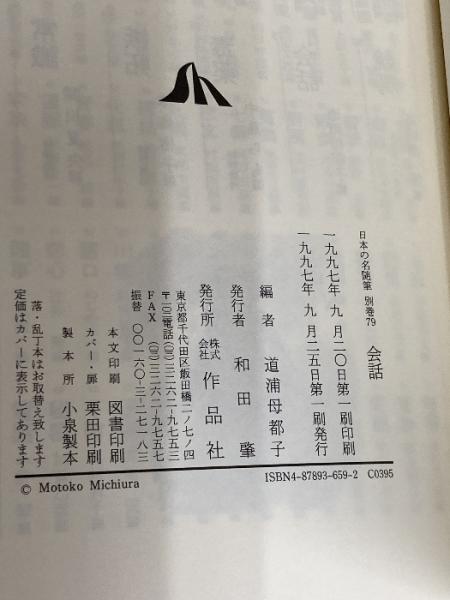 日本の名随筆 別巻79 会話
一九九七年 九 月二〇日第一刷印刷
一九九七年 九 月二五日第一刷発行
編者 道浦母都子
発行者 和田肇
発行所 株式会社 作品社
東京都千代田区飯田橋二ノ七ノ四
〒一〇二電話(〇三)三二六二-九七五三
FAX (〇三)三二六二-九七五七
振替 〇〇一六〇-三-二七一八三
本文印刷 図書印刷
カバー・扉 栗田印刷
製本所 小泉製本
落・乱丁本はお取替え致します
定価はカバーに表示してあります
© Motoko Michiura
ISBN4-87893-659-2 C0395